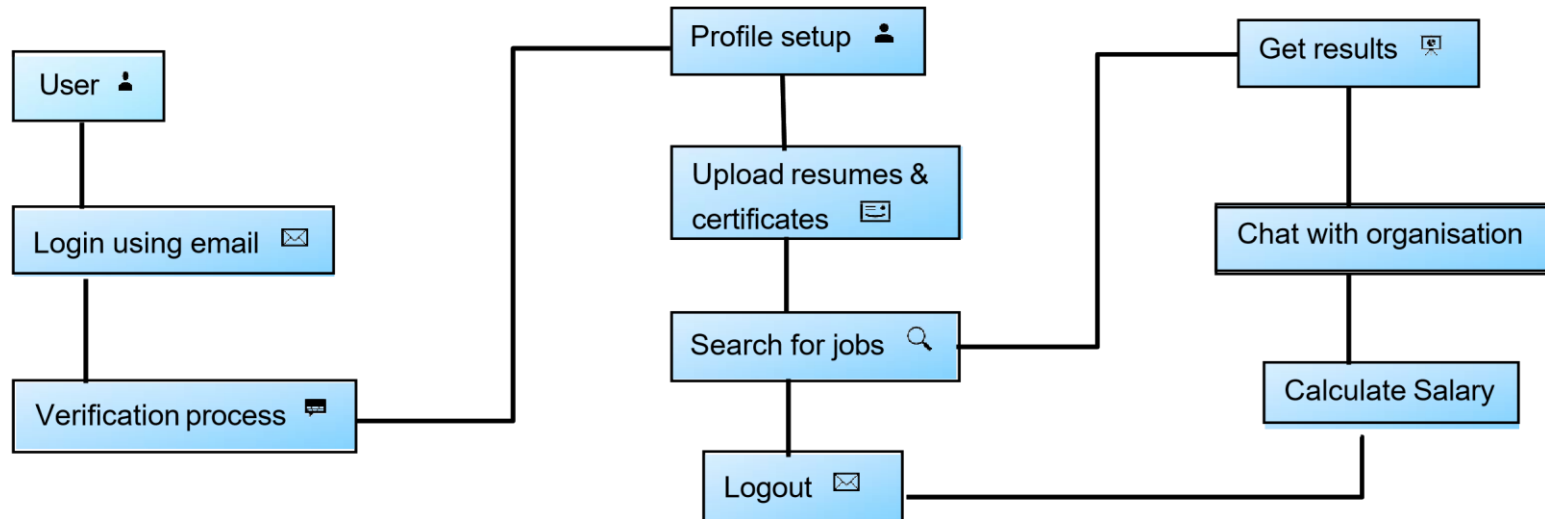 User
Login using email
Verification process
Profile setup
Upload resumes &
certificates
Search for jobs
Logout
Get results
Chat with organisation
Calculate Salary